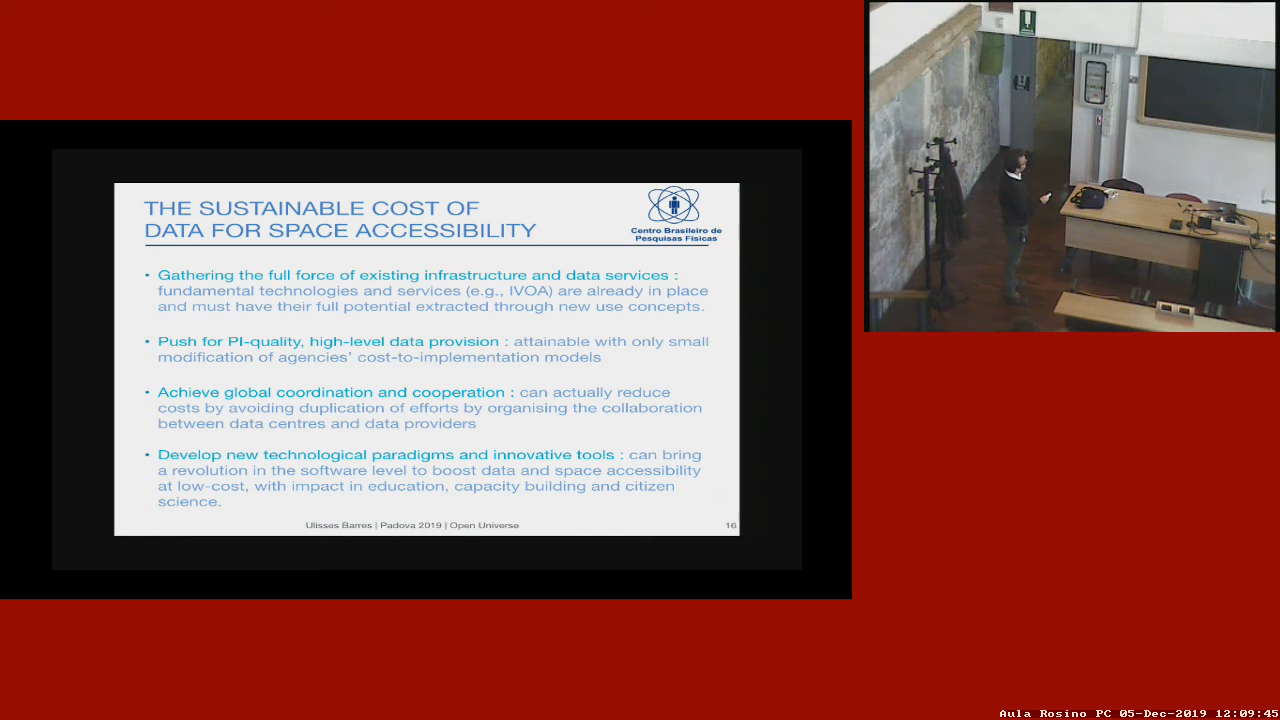 THE SUSTAINABLE COST OF
DATA FOR SPACE ACCESSIBILITY
Centro Brasileiro de
Pesquisas Físicas
• Gathering the full force of existing infrastructure and data services :
fundamental technologies and services (e.g., IVOA) are already in place
and must have their full potential extracted through new use concepts.
• Push for PI-quality, high-level data provision : attainable with only small
modification of agencies' cost-to-implementation models
• Achieve global coordination and cooperation : can actually reduce
costs by avoiding duplication of efforts by organising the collaboration
between data centres and data providers
• Develop new technological paradigms and innovative tools : can bring
a revolution in the software level to boost data and space accessibility
at low-cost, with impact in education, capacity building and citizen
science.
Ulisses Barres | Padova 2019 | Open Universe
16
Aula Rosino PC 05-Dec-2019 12:09:45